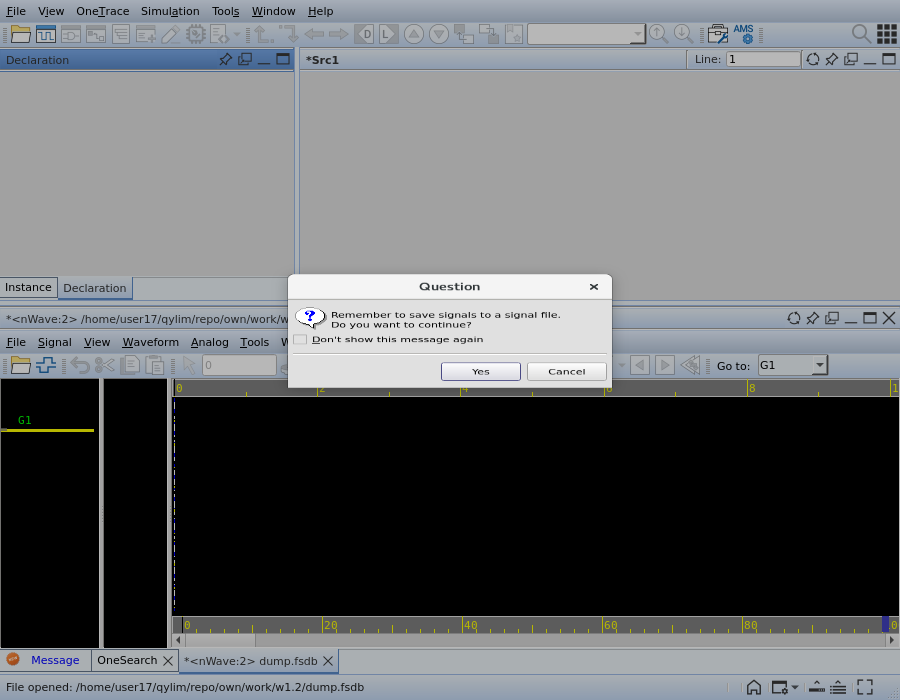 File View OneTrace Simulation Tools Window Help
D L AMS
Declaration
*Src1
Line: 1
Instance Declaration
*<nWave:2> /home/user17/qylim/repo/own/work/w
File Signal View Waveform Analog Tools
0
Go to: G1
Question
Remember to save signals to a signal file.
Do you want to continue?
Don't show this message again
Yes Cancel
0 2 4 6 8 1
G1
0 20 40 60 80 0
Message OneSearch *<nWave:2> dump.fsdb
File opened: /home/user17/qylim/repo/own/work/w1.2/dump.fsdb